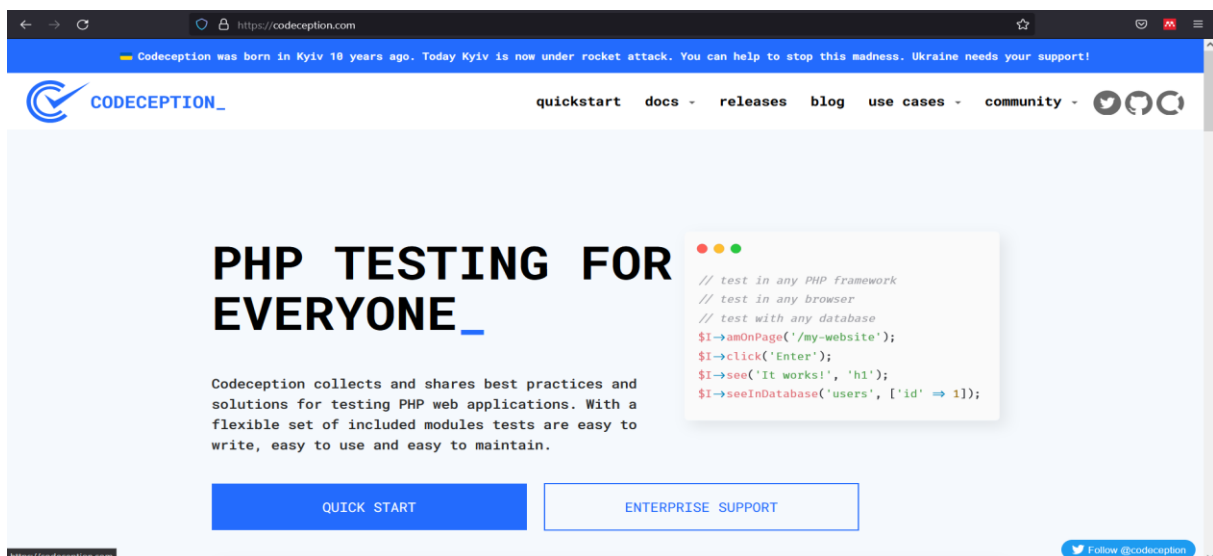 https://codeception.com
Codeception was born in Kyiv 10 years ago. Today Kyiv is now under rocket attack. You can help to stop this madness. Ukraine needs your support!
CODECEPTION_
quickstart docs releases blog use cases community
PHP TESTING FOR
EVERYONE_
// test in any PHP framework
// test in any browser
// test with any database
$I→amOnPage('/my-website');
$I→click('Enter');
$I→see('It works!', 'h1');
$I→seeInDatabase('users', ['id' ⇒ 1]);
Codeception collects and shares best practices and
solutions for testing PHP web applications. With a
flexible set of included modules tests are easy to
write, easy to use and easy to maintain.
QUICK START
ENTERPRISE SUPPORT
Follow @codeception